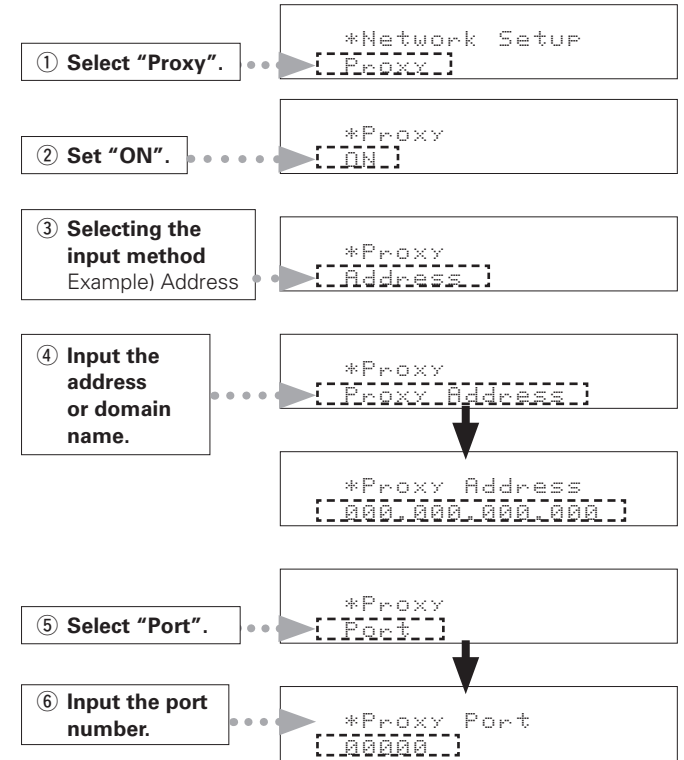 *Network Setup
① Select “Proxy”.
Proxy
*Proxy
② Set “ON”.
ON
③ Selecting the
input method
Example) Address
*Proxy
Address
④ Input the
address
or domain
name.
*Proxy
Proxy Address
*Proxy Address
000.000.000.000
⑤ Select “Port”.
*Proxy
Port
⑥ Input the port
number.
*Proxy Port
00000